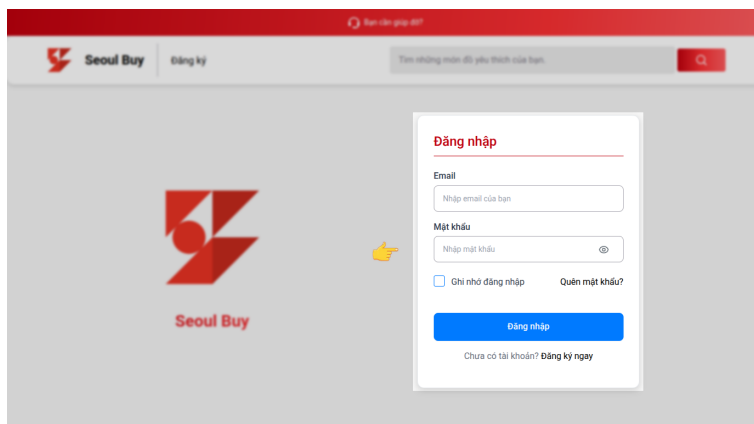 Bạn cần giúp đỡ?
Seoul Buy
Đăng ký
Tìm những món đồ yêu thích của bạn.
Seoul Buy
Đăng nhập
Email
Nhập email của bạn
Mật khẩu
Nhập mật khẩu
Ghi nhớ đăng nhập Quên mật khẩu?
Đăng nhập
Chưa có tài khoản? Đăng ký ngay